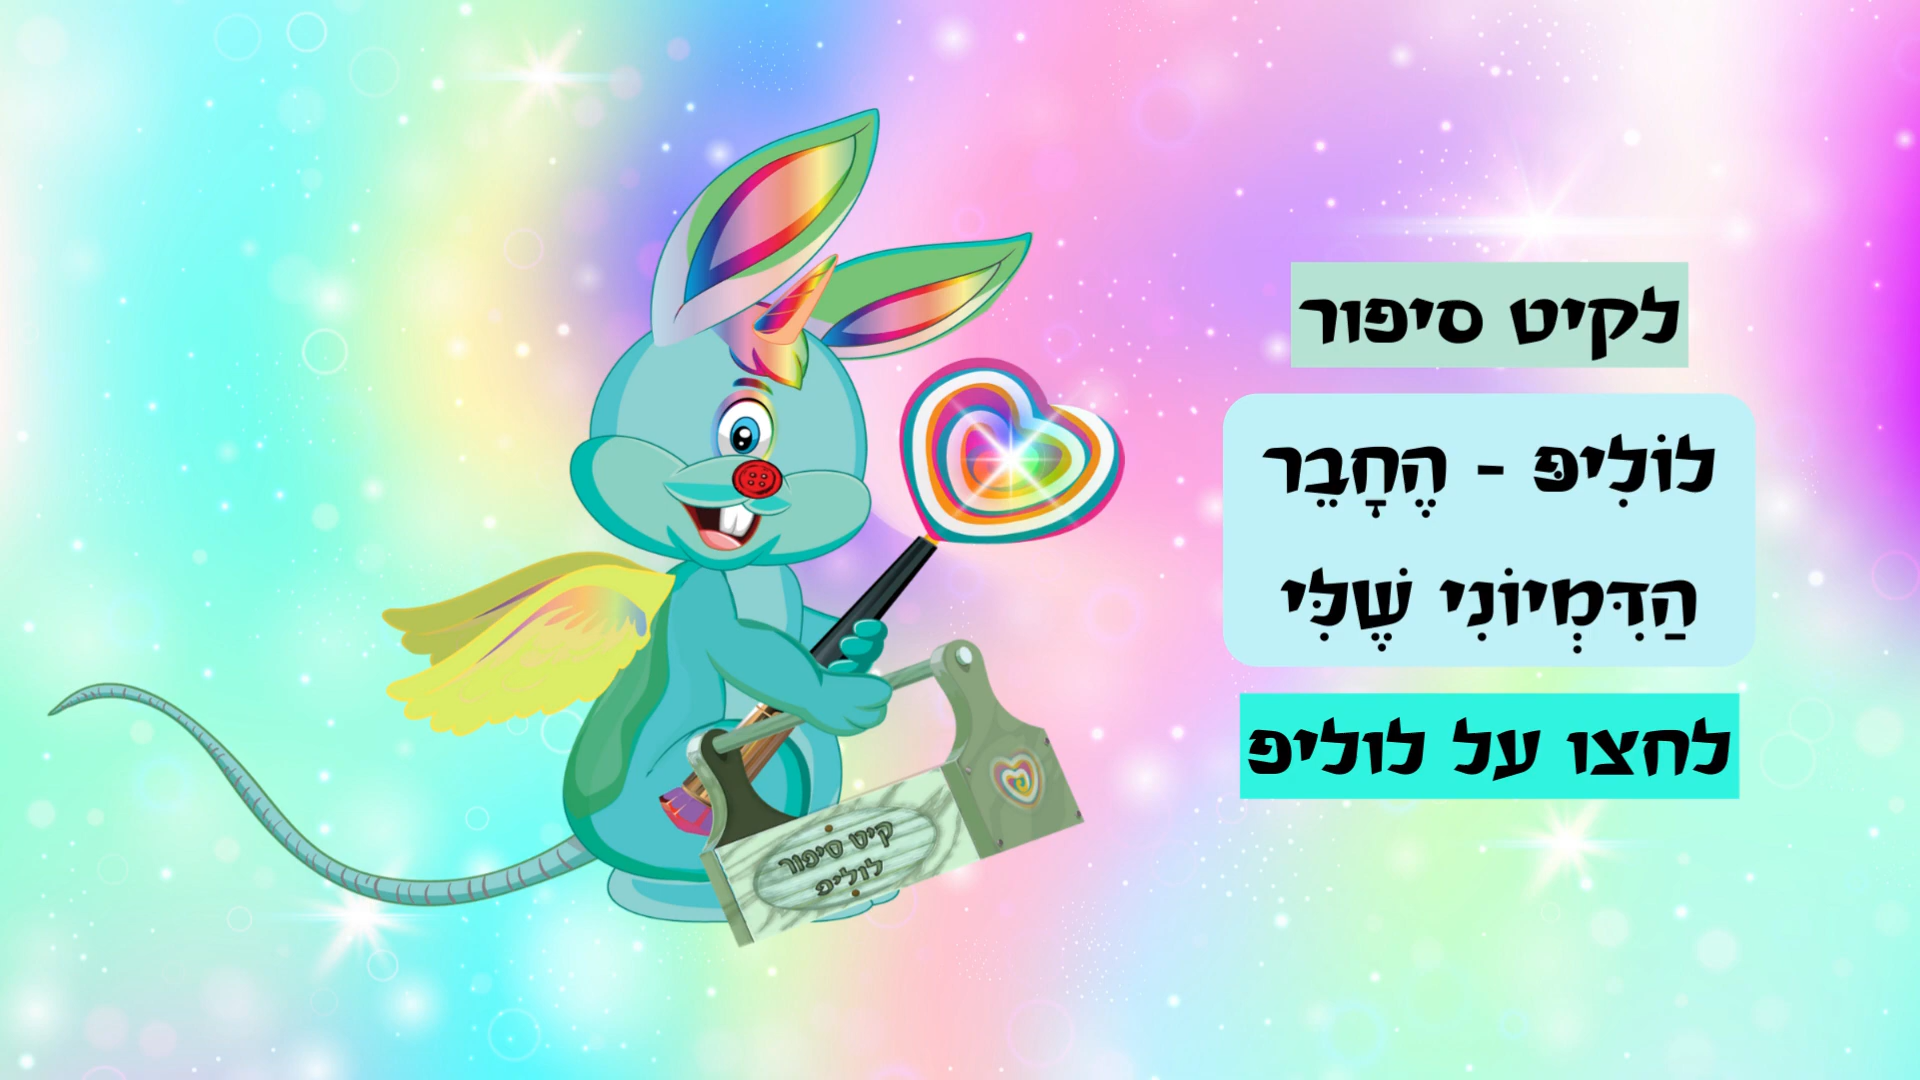 לקיט סיפור
לוֹלִיפּ - הֶחָבֵר
הַדִּמְיוֹנִי שֶׁלִּי
לחצו על לוליפ
קיט סיפור
לוליפ